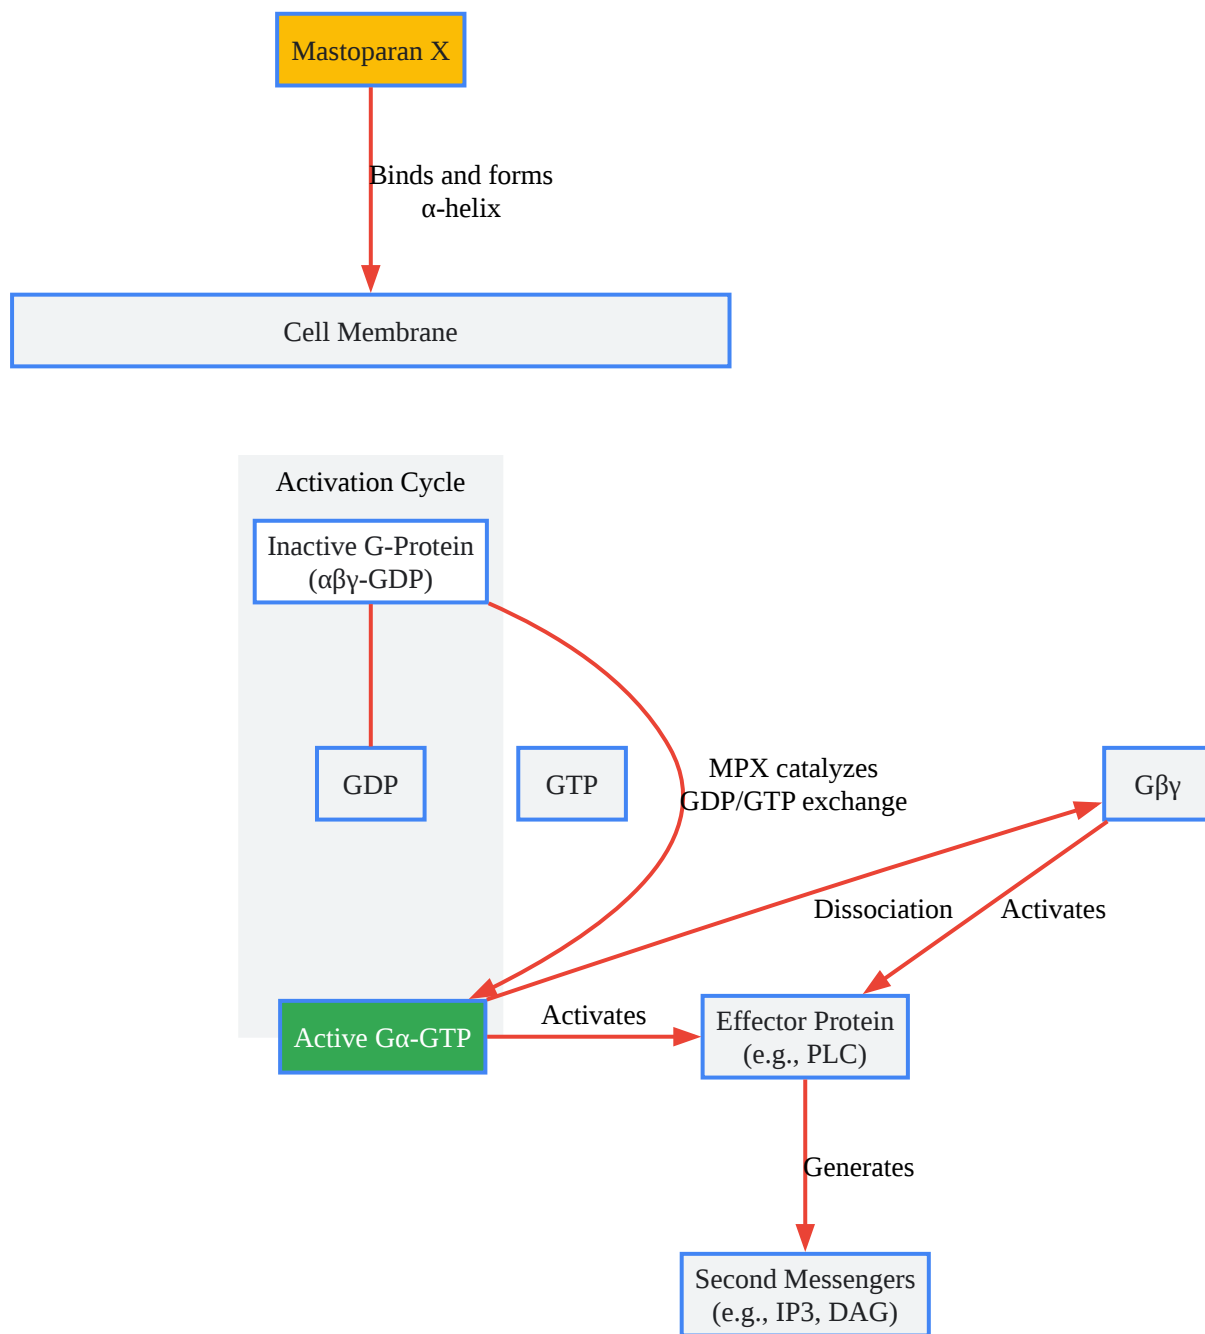 Mastoparan X
Binds and forms
α-helix
Cell Membrane
Activation Cycle
Inactive G-Protein
(αβγ-GDP)
GDP
GTP
MPX catalyzes
GDP/GTP exchange
Gβγ
Dissociation
Activates
Active Gα-GTP
Activates
Effector Protein
(e.g., PLC)
Generates
Second Messengers
(e.g., IP3, DAG)